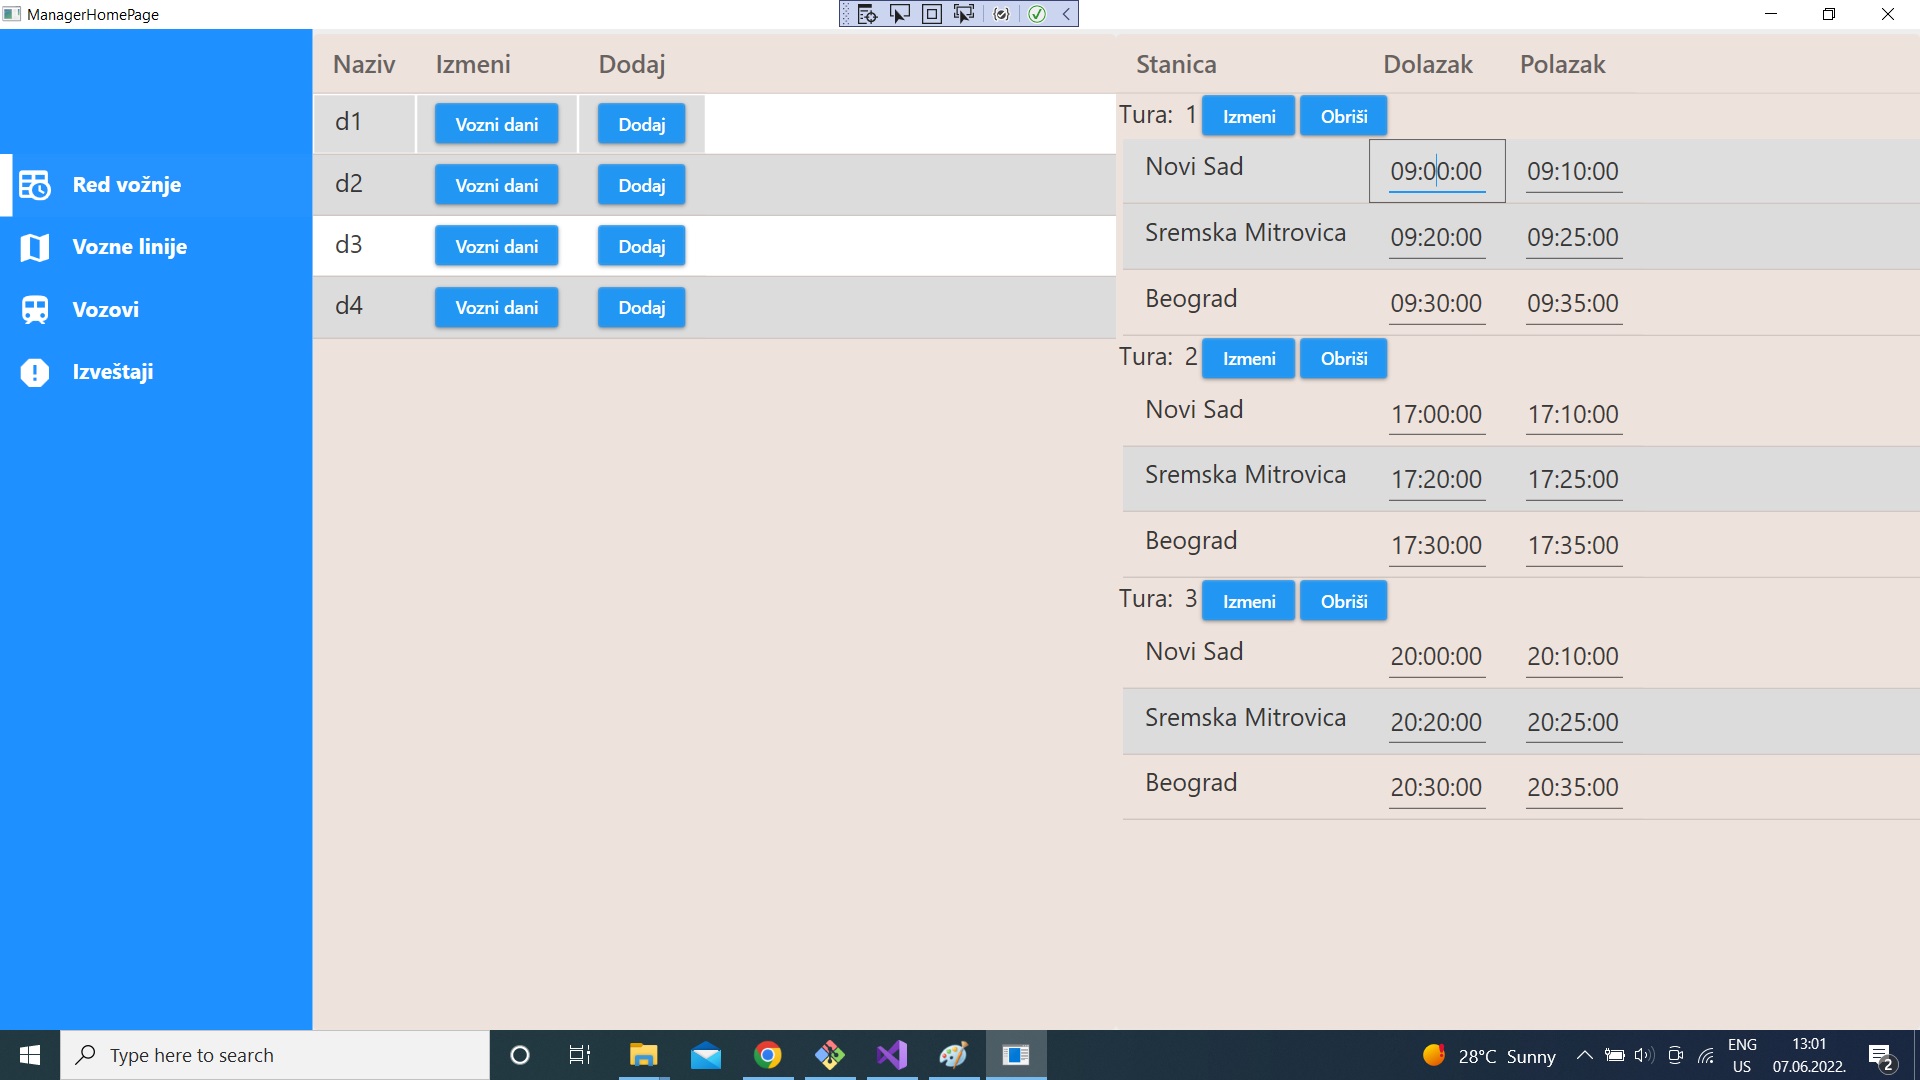 ManagerHomePage
Red vožnje
Vozne linije
Vozovi
Izveštaji
Naziv Izmeni Dodaj
d1 Vozni dani Dodaj
d2 Vozni dani Dodaj
d3 Vozni dani Dodaj
d4 Vozni dani Dodaj
Stanica Dolazak Polazak
Tura: 1 Izmeni Obriši
Novi Sad 09:00:00 09:10:00
Sremska Mitrovica 09:20:00 09:25:00
Beograd 09:30:00 09:35:00
Tura: 2 Izmeni Obriši
Novi Sad 17:00:00 17:10:00
Sremska Mitrovica 17:20:00 17:25:00
Beograd 17:30:00 17:35:00
Tura: 3 Izmeni Obriši
Novi Sad 20:00:00 20:10:00
Sremska Mitrovica 20:20:00 20:25:00
Beograd 20:30:00 20:35:00
Type here to search
28°C Sunny
ENG
US
13:01
07.06.2022.
2